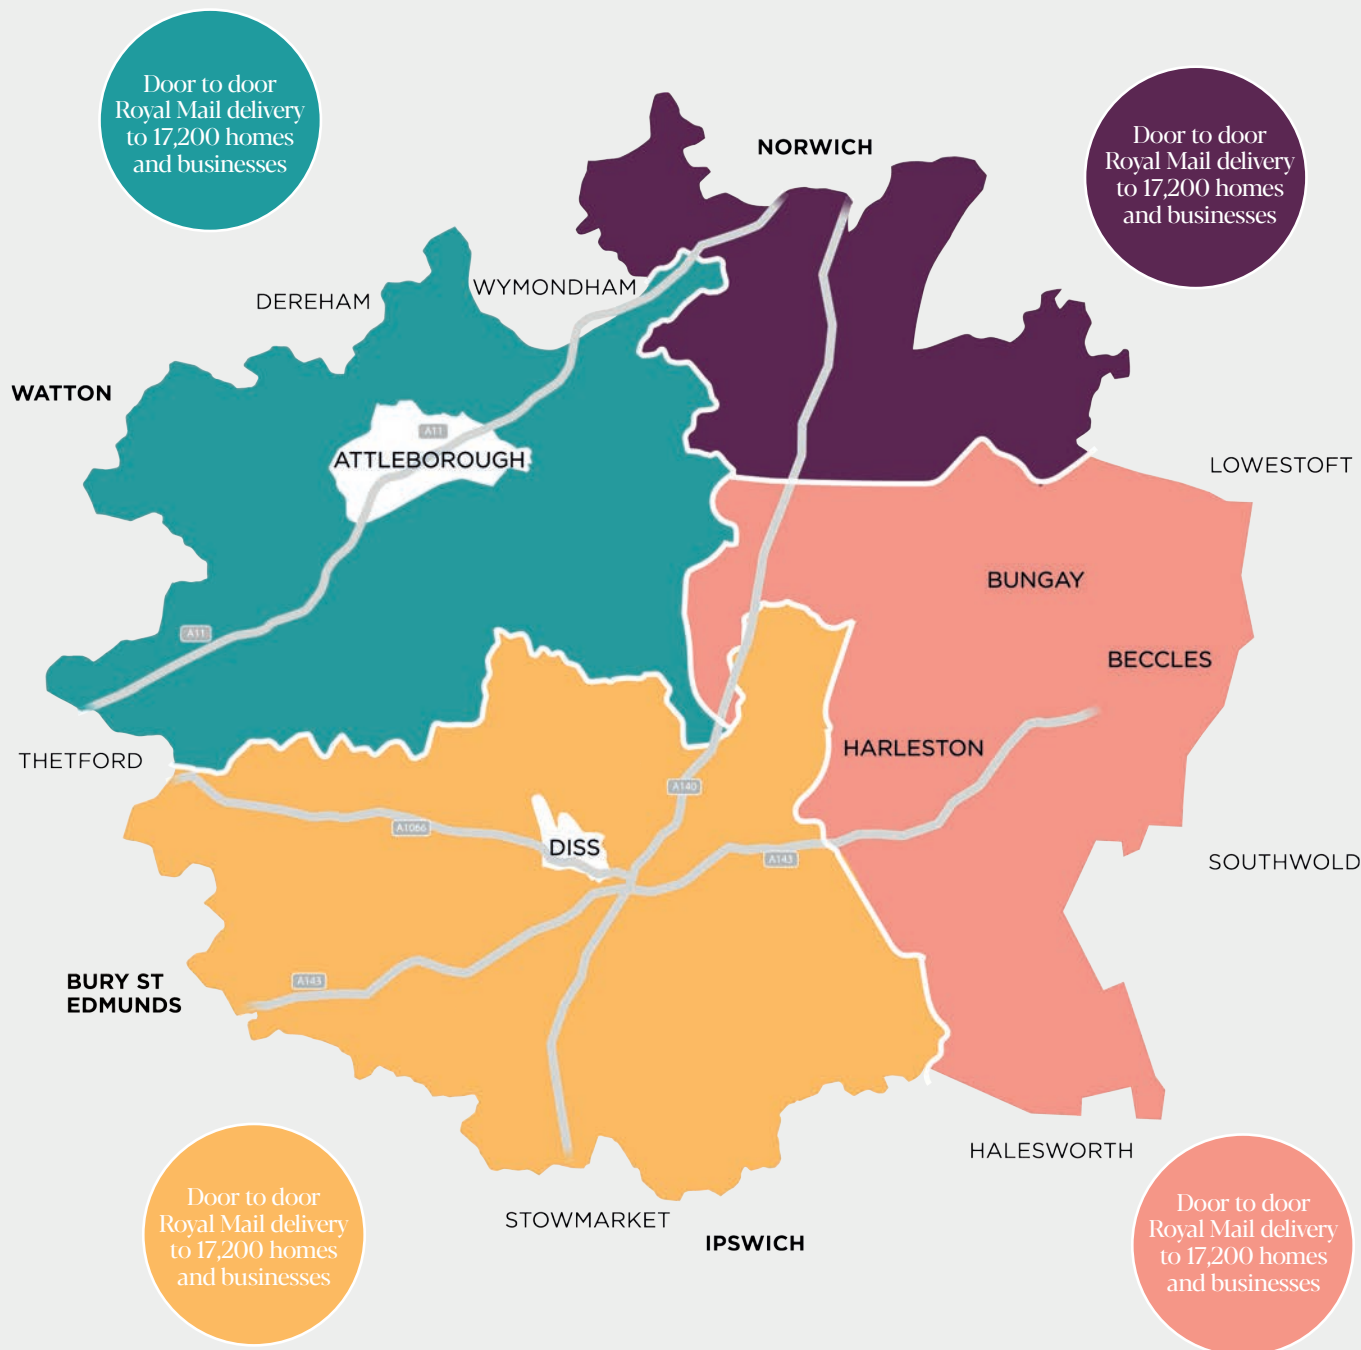 Door to door
Royal Mail delivery
to 17,200 homes
and businesses
Door to door
Royal Mail delivery
to 17,200 homes
and businesses
NORWICH
WYMONDHAM
DEREHAM
WATTON
A11
ATTLEBOROUGH
LOWESTOFT
BUNGAY
A11
BECCLES
THETFORD
HARLESTON
A140
A1066
DISS
A143
SOUTHWOLD
BURY ST
EDMUNDS
A143
HALESWORTH
STOWMARKET
IPSWICH
Door to door
Royal Mail delivery
to 17,200 homes
and businesses
Door to door
Royal Mail delivery
to 17,200 homes
and businesses